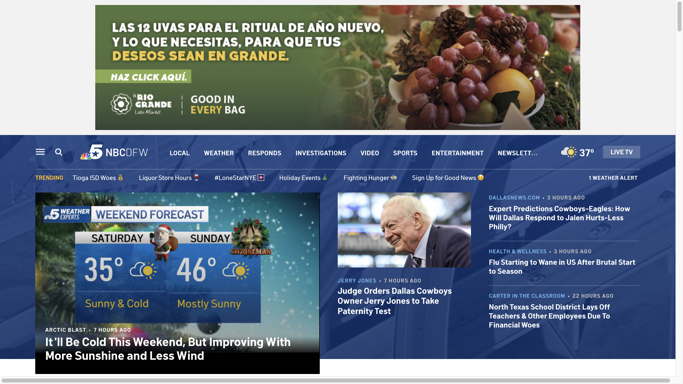 LAS 12 UVAS PARA EL RITUAL DE AÑO NUEVO,
Y LO QUE NECESITAS, PARA QUE TUS
DESEOS SEAN EN GRANDE.
HAZ CLICK AQUÍ.
RIO GRANDE
Latin Market
GOOD IN
EVERY BAG
5 NBCDFW
LOCAL WEATHER RESPONDS INVESTIGATIONS VIDEO SPORTS ENTERTAINMENT NEWSLETT... 37º LIVE TV
TRENDING Tioga ISD Woes Liquor Store Hours #LoneStarNYE Holiday Events Fighting Hunger Sign Up for Good News 1 WEATHER ALERT
5 WEATHER EXPERTS WEEKEND FORECAST
SATURDAY SUNDAY
CHRISTMAS
35° 46°
Sunny & Cold Mostly Sunny
ARCTIC BLAST • 7 HOURS AGO
It'll Be Cold This Weekend, But Improving With
More Sunshine and Less Wind
JERRY JONES • 7 HOURS AGO
Judge Orders Dallas Cowboys
Owner Jerry Jones to Take
Paternity Test
DALLASNEWS.COM • 3 HOURS AGO
Expert Predictions Cowboys-Eagles: How
Will Dallas Respond to Jalen Hurts-Less
Philly?
HEALTH & WELLNESS • 3 HOURS AGO
Flu Starting to Wane in US After Brutal Start
to Season
CARTER IN THE CLASSROOM • 22 HOURS AGO
North Texas School District Lays Off
Teachers & Other Employees Due To
Financial Woes